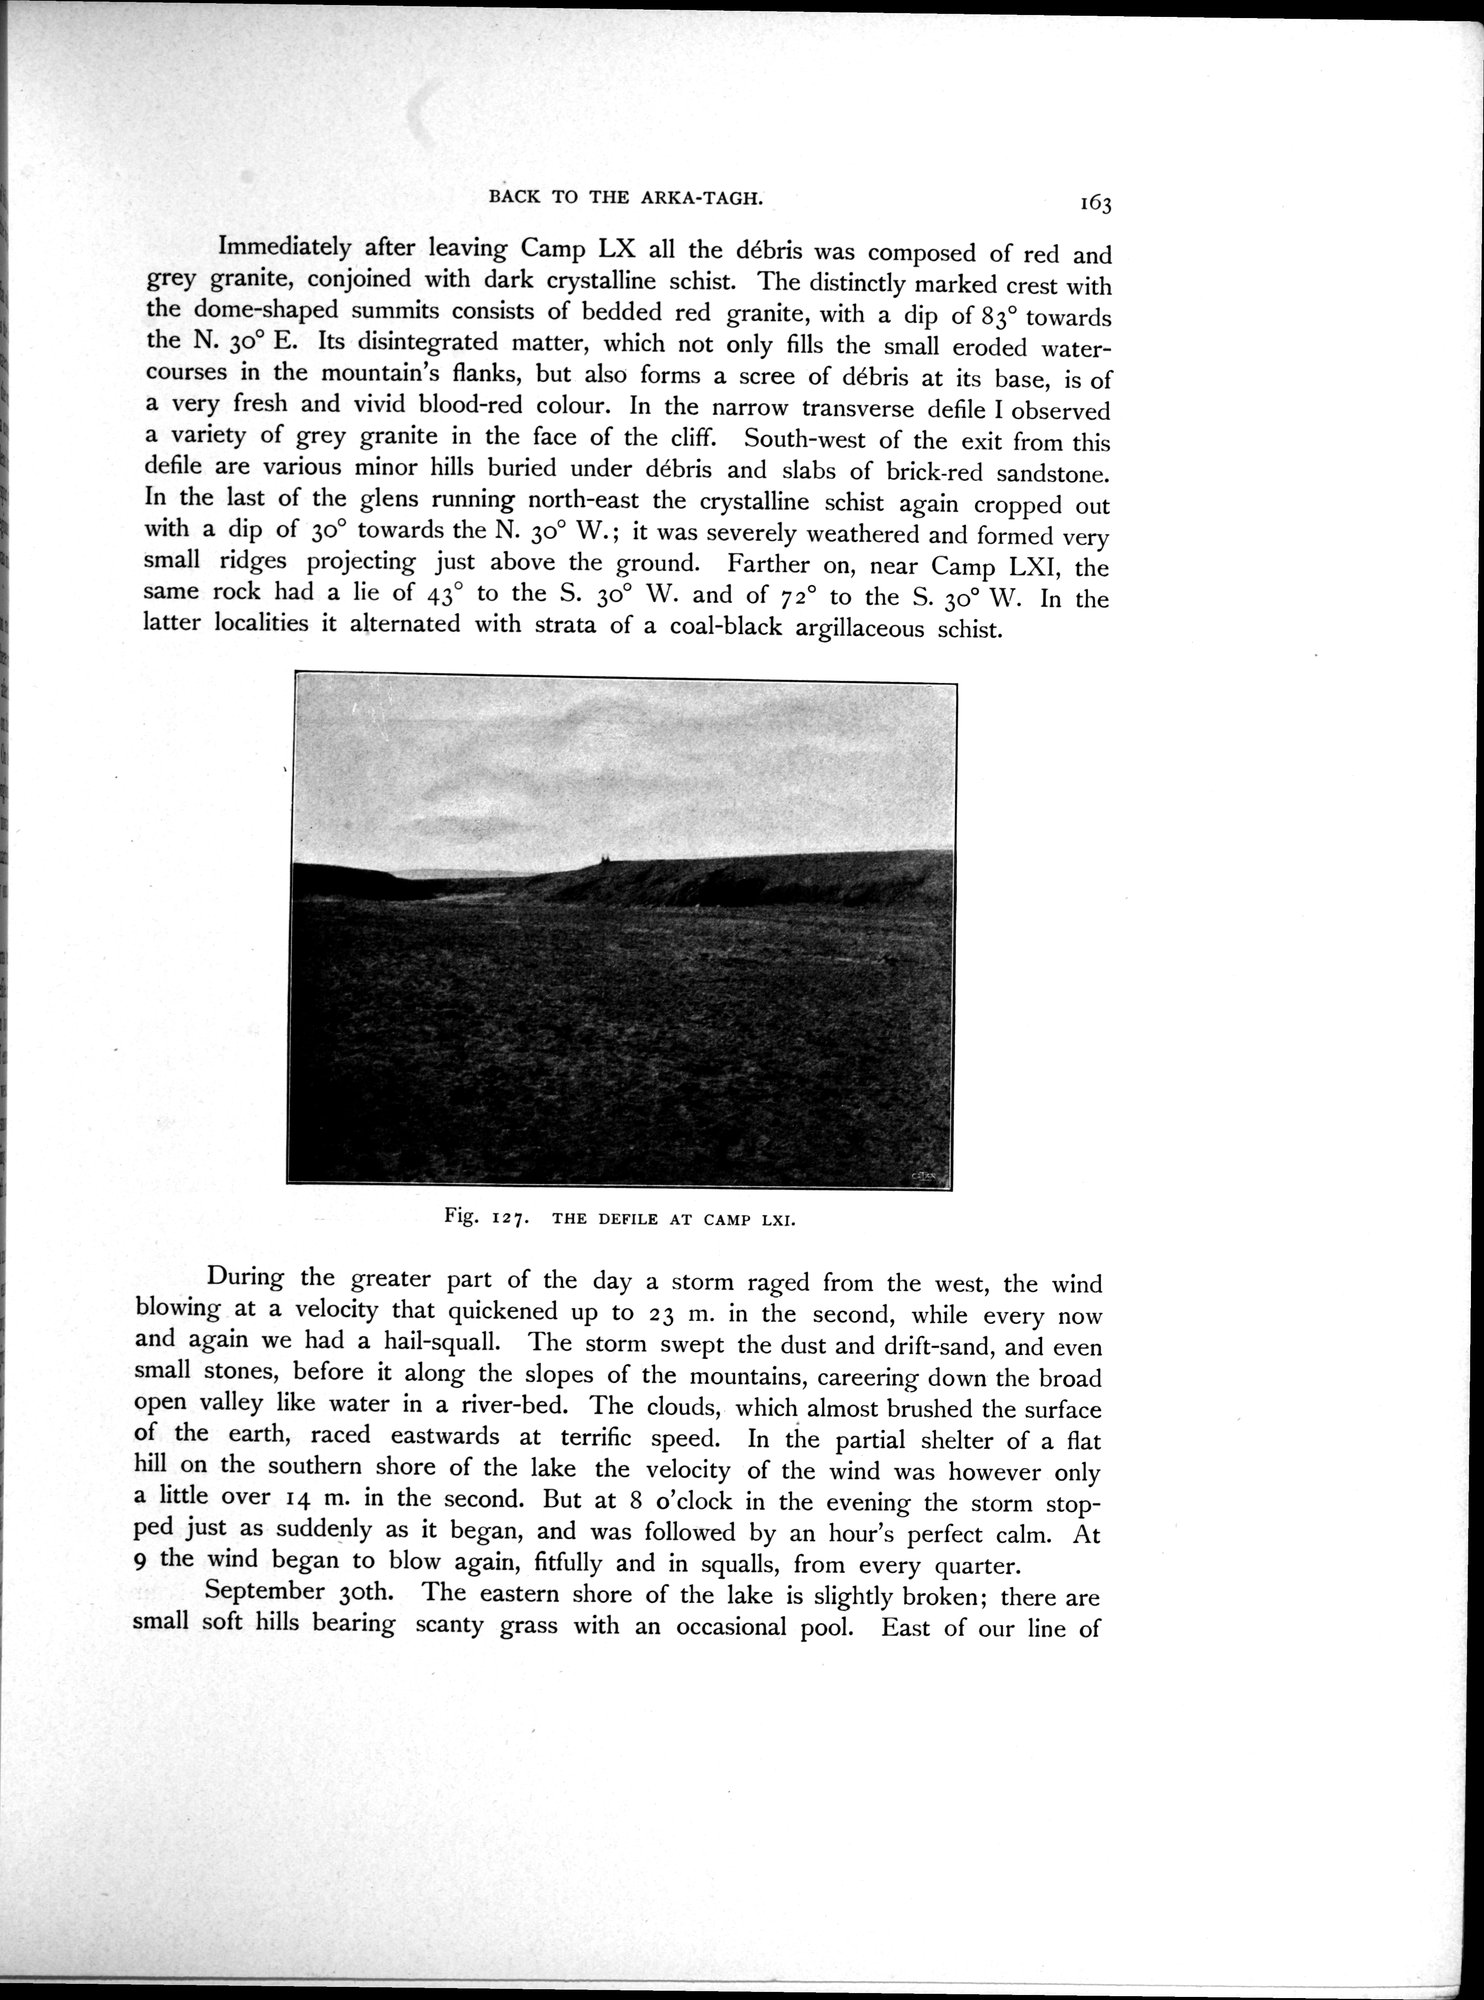 BACK TO THE ARKA-TAGH. 163
Immediately after leaving Camp LX all the débris was composed of red and
grey granite, conjoined with dark crystalline schist. The distinctly marked crest with
the dome-shaped summits consists of bedded red granite, with a dip of 83° towards
the N. 30° E. Its disintegrated matter, which not only fills the small eroded water-
courses in the mountain's flanks, but also forms a scree of débris at its base, is of
a very fresh and vivid blood-red colour. In the narrow transverse defile I observed
a variety of grey granite in the face of the cliff. South-west of the exit from this
defile are various minor hills buried under débris and slabs of brick-red sandstone.
In the last of the glens running north-east the crystalline schist again cropped out
with a dip of 30° towards the N. 30° W.; it was severely weathered and formed very
small ridges projecting just above the ground. Farther on, near Camp LXI, the
same rock had a lie of 43° to the S. 30° W. and of 72° to the S. 30° W. In the
latter localities it alternated with strata of a coal-black argillaceous schist.
Fig. 127. THE DEFILE AT CAMP LXI.
During the greater part of the day a storm raged from the west, the wind
blowing at a velocity that quickened up to 23 m. in the second, while every now
and again we had a hail-squall. The storm swept the dust and drift-sand, and even
small stones, before it along the slopes of the mountains, careering down the broad
open valley like water in a river-bed. The clouds, which almost brushed the surface
of the earth, raced eastwards at terrific speed. In the partial shelter of a flat
hill on the southern shore of the lake the velocity of the wind was however only
a little over 14 m. in the second. But at 8 o'clock in the evening the storm stop-
ped just as suddenly as it began, and was followed by an hour's perfect calm. At
9 the wind began to blow again, fitfully and in squalls, from every quarter.
September 30th. The eastern shore of the lake is slightly broken; there are
small soft hills bearing scanty grass with an occasional pool. East of our line of